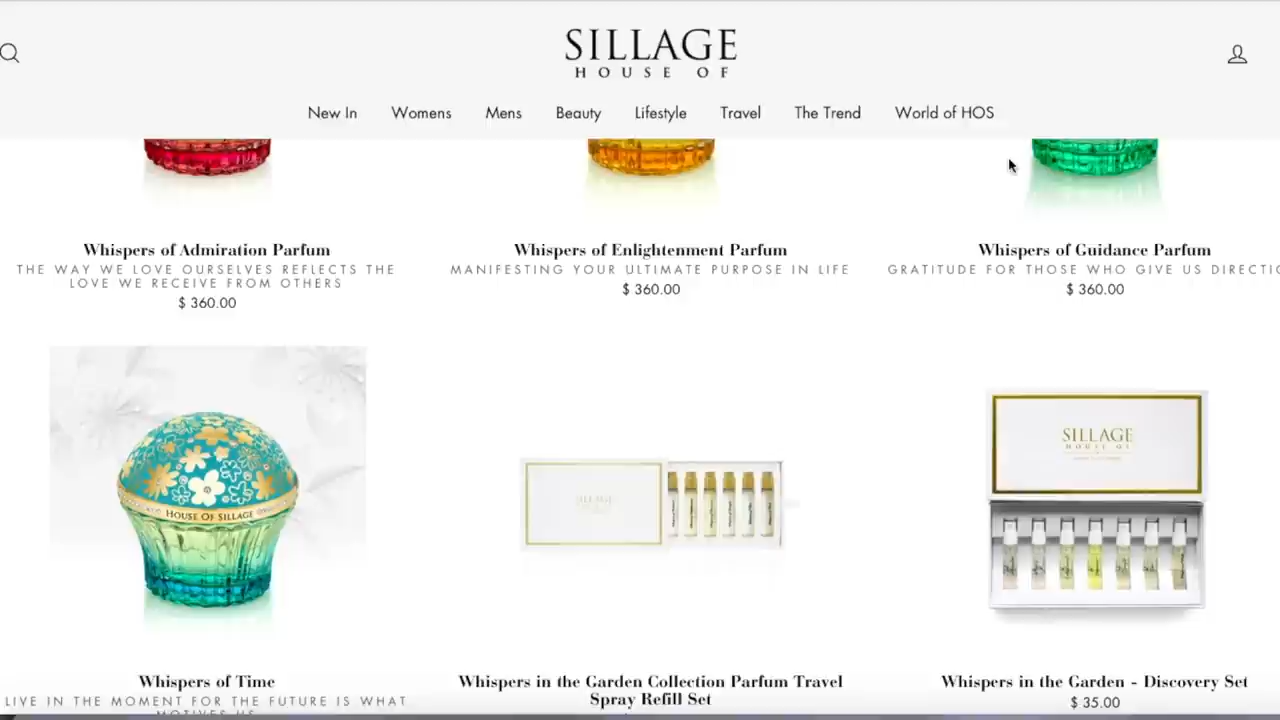 SILLAGE
HOUSE OF
New In Womens Mens Beauty Lifestyle Travel The Trend World of HOS
Whispers of Admiration Parfum
THE WAY WE LOVE OURSELVES REFLECTS THE
LOVE WE RECEIVE FROM OTHERS
$ 360.00
Whispers of Enlightenment Parfum
MANIFESTING YOUR ULTIMATE PURPOSE IN LIFE
$ 360.00
Whispers of Guidance Parfum
GRATITUDE FOR THOSE WHO GIVE US DIRECTIO
$ 360.00
HOUSE OF SILLAGE
SILLAGE
SILLAGE
HOUSE OF
Whispers of Time
LIVE IN THE MOMENT FOR THE FUTURE IS WHAT
MOTIVES US
Whispers in the Garden Collection Parfum Travel
Spray Refill Set
Whispers in the Garden - Discovery Set
$ 35.00